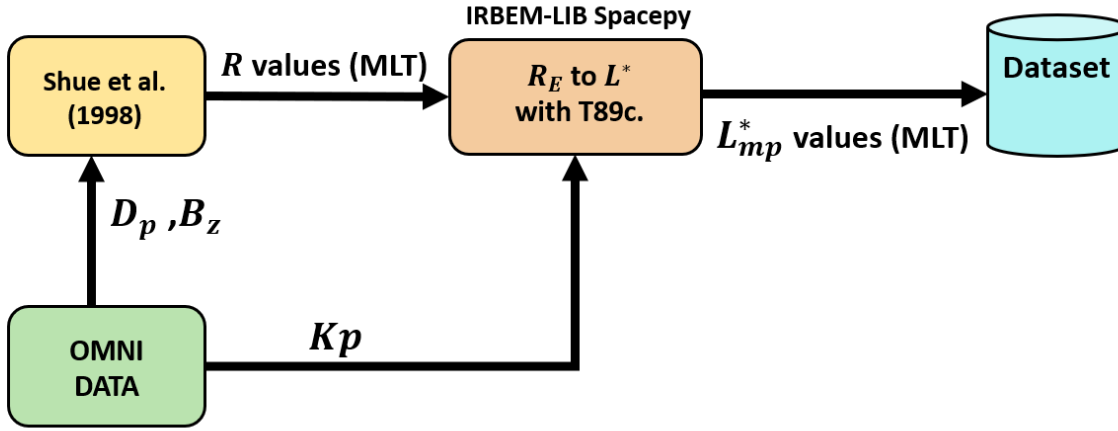 IRBEM-LIB Spacepy
Shue et al.
(1998)
R values (MLT)
R_E to L^*
with T89c.
L^*_{mp} values (MLT)
Dataset
D_p ,B_z
OMNI
DATA
Kp